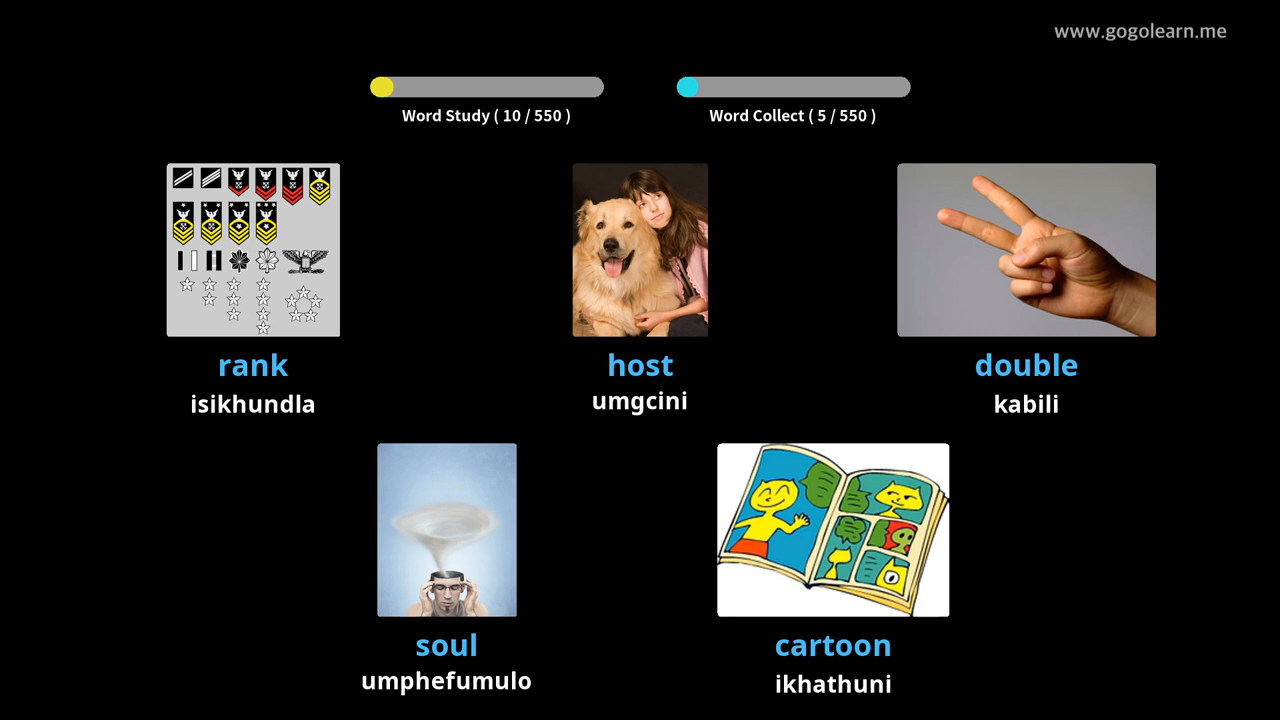 www.gogolearn.me
Word Study ( 10 / 550 )
Word Collect ( 5 / 550 )
rank
isikhundla
host
umgcini
double
kabili
soul
umphefumulo
cartoon
ikhathuni